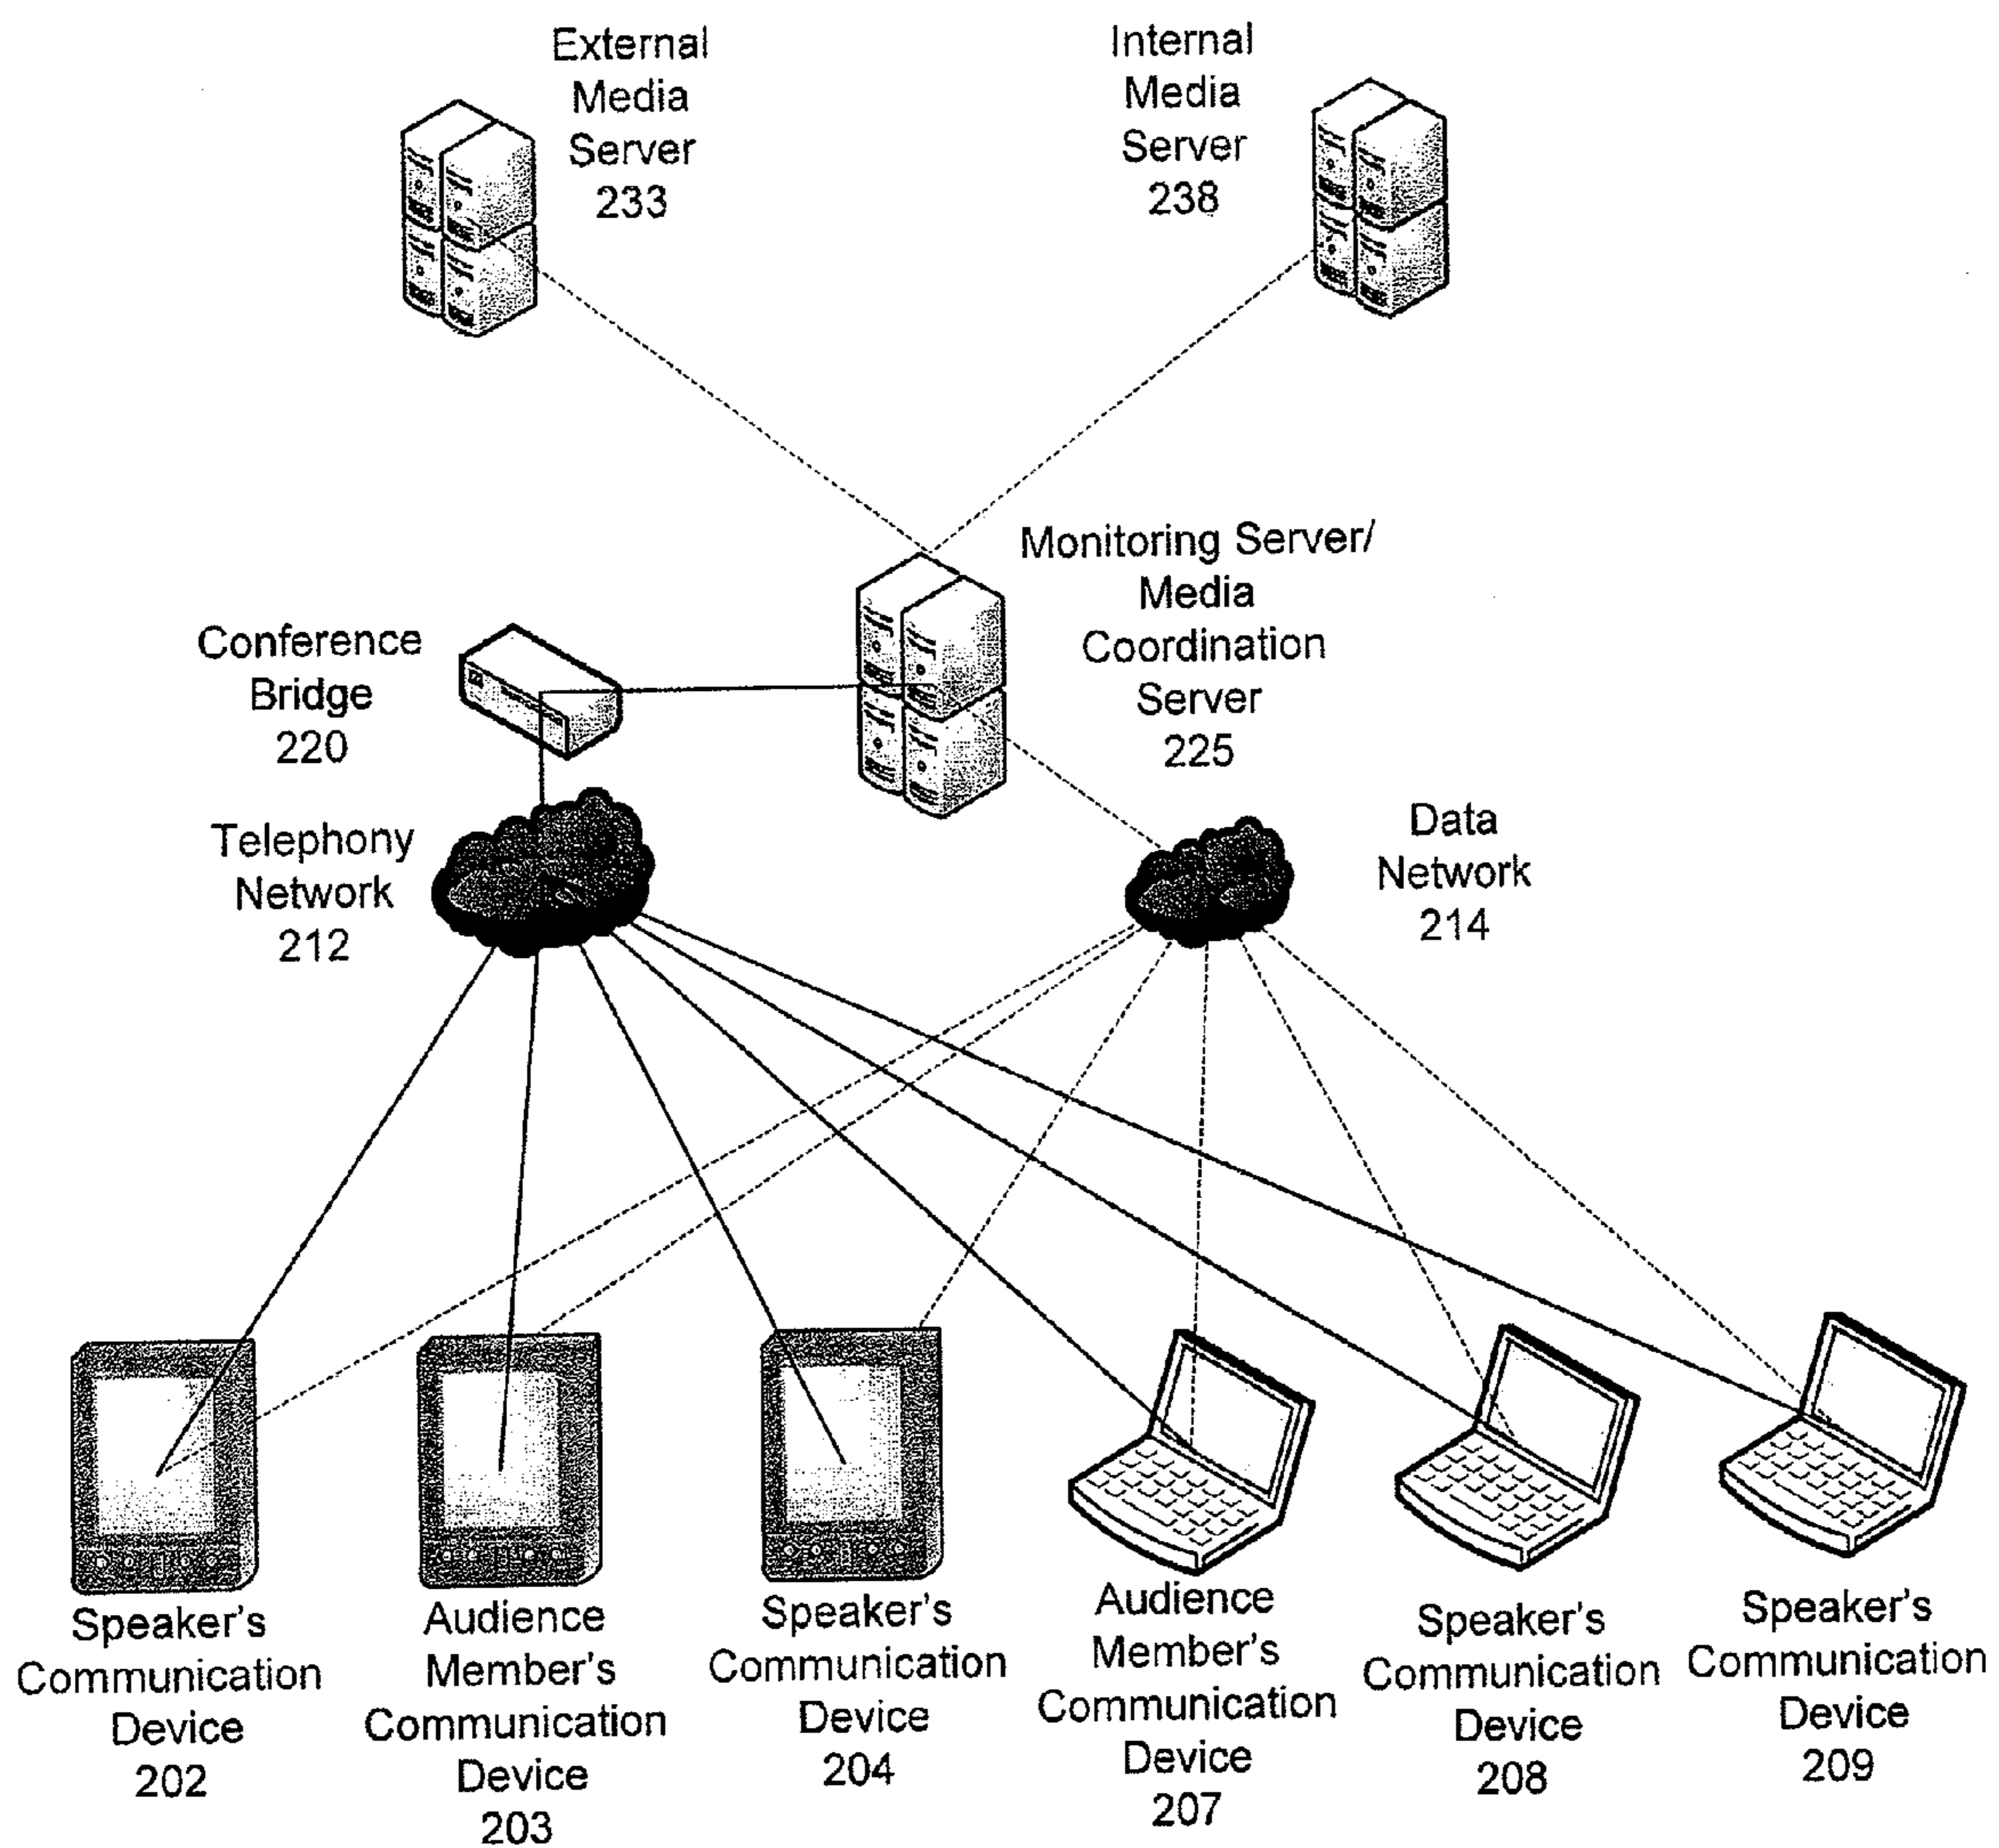 External
Media
Server
233
Internal
Media
Server
238
Monitoring Server/
Media
Coordination
Server
225
Conference
Bridge
220
Telephony
Network
212
Data
Network
214
Speaker's
Communication
Device
202
Audience
Member's
Communication
Device
203
Speaker's
Communication
Device
204
Audience
Member's
Communication
Device
207
Speaker's
Communication
Device
208
Speaker's
Communication
Device
209